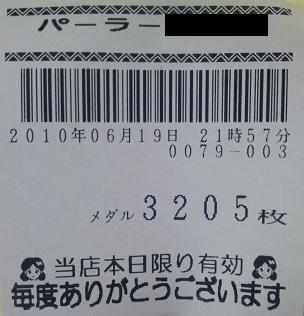 パーラー
2010年06月19日 21時57分
0079-003
メダル 3205枚
当店本日限り有効
毎度ありがとうございます